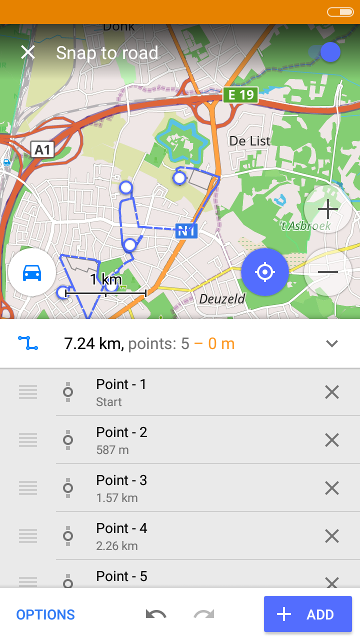 Donk
Snap to road
E 19
A1
De List
N1
't Asbroek
1 km
Deuzeld
7.24 km, points: 5 – 0 m
Point - 1
Start
Point - 2
587 m
Point - 3
1.57 km
Point - 4
2.26 km
Point - 5
OPTIONS
ADD